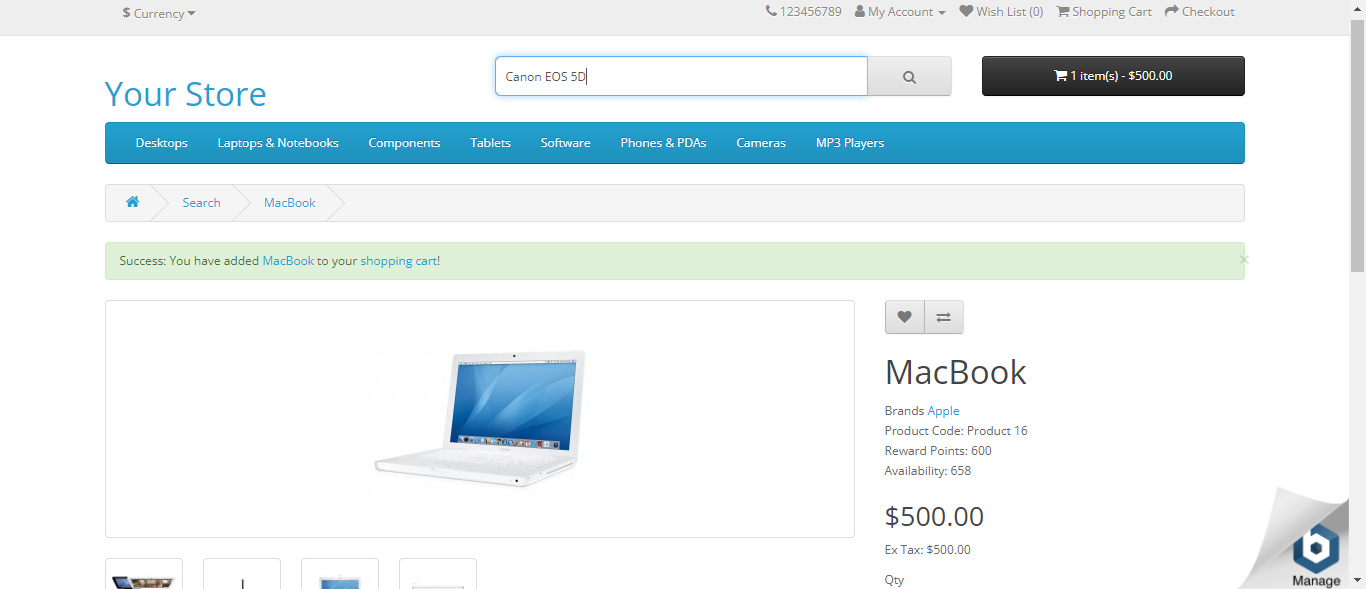 $ Currency
123456789 My Account Wish List (0) Shopping Cart Checkout
Canon EOS 5D
1 item(s) - $500.00
Your Store
Desktops Laptops & Notebooks Components Tablets Software Phones & PDAs Cameras MP3 Players
Search MacBook
Success: You have added MacBook to your shopping cart! ×
MacBook
Brands Apple
Product Code: Product 16
Reward Points: 600
Availability: 658
$500.00
Ex Tax: $500.00
Qty
Manage